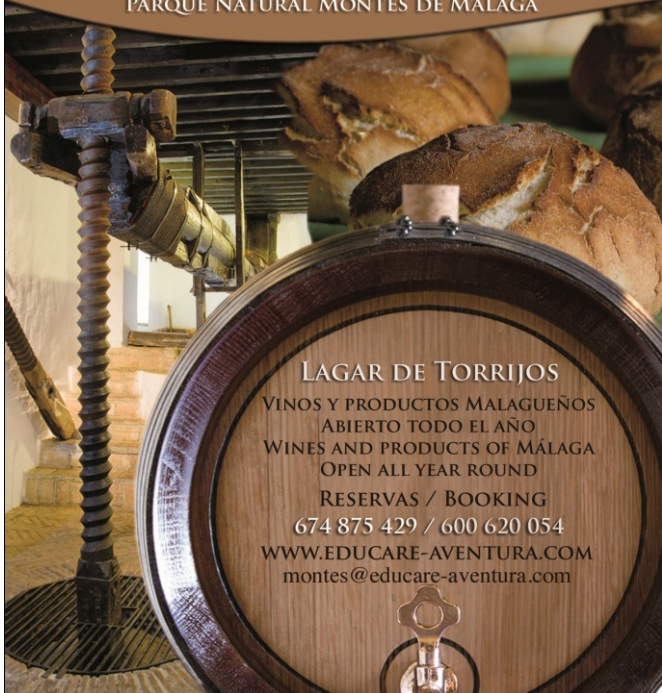 PARQUE NATURAL MONTES DE MÁLAGA
LAGAR DE TORRIJOS
VINOS Y PRODUCTOS MALAGUEÑOS
ABIERTO TODO EL AÑO
WINES AND PRODUCTS OF MÁLAGA
OPEN ALL YEAR ROUND
RESERVAS / BOOKING
674 875 429 / 600 620 054
WWW.EDUCARE-AVENTURA.COM
montes@educare-aventura.com